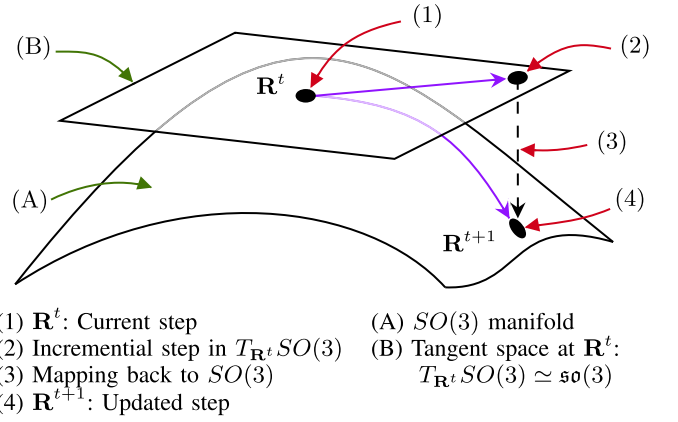 (1)
(B)
(2)
R^t
(3)
(A)
(4)
R^{t+1}
(1) R^t: Current step
(2) Incremential step in T_{R^t}SO(3)
(3) Mapping back to SO(3)
(4) R^{t+1}: Updated step
(A) SO(3) manifold
(B) Tangent space at R^t:
T_{R^t}SO(3) ≃ 𝔰𝔬(3)